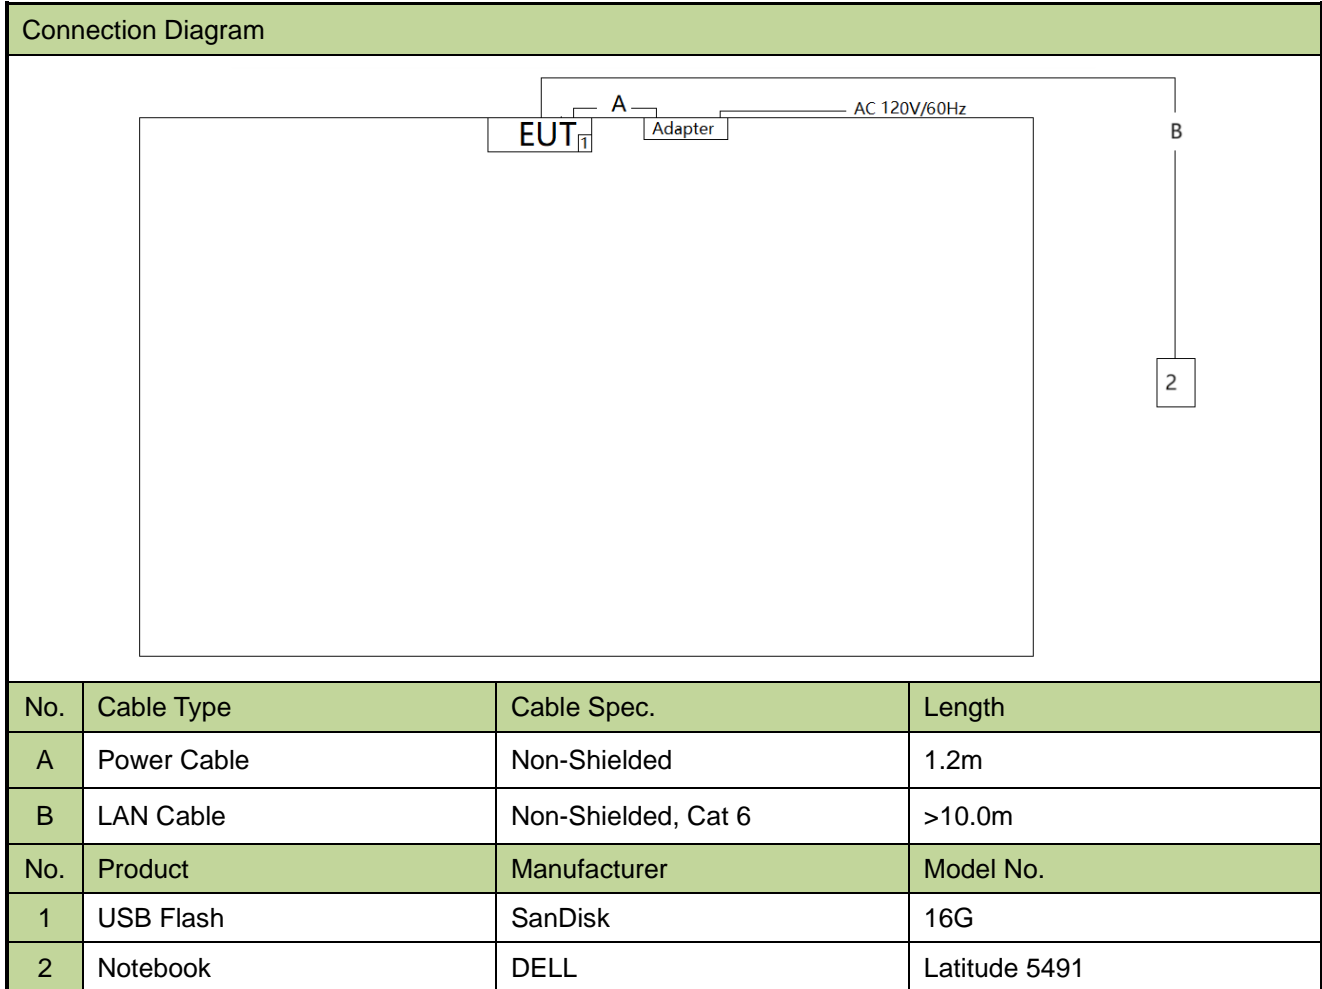 Connection Diagram
A
AC 120V/60Hz
EUT
1
Adapter
B
2
No. Cable Type Cable Spec. Length
A Power Cable Non-Shielded 1.2m
B LAN Cable Non-Shielded, Cat 6 >10.0m
No. Product Manufacturer Model No.
1 USB Flash SanDisk 16G
2 Notebook DELL Latitude 5491